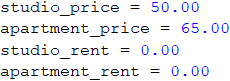 studio_price = 50.00
apartment_price = 65.00
studio_rent = 0.00
apartment_rent = 0.00